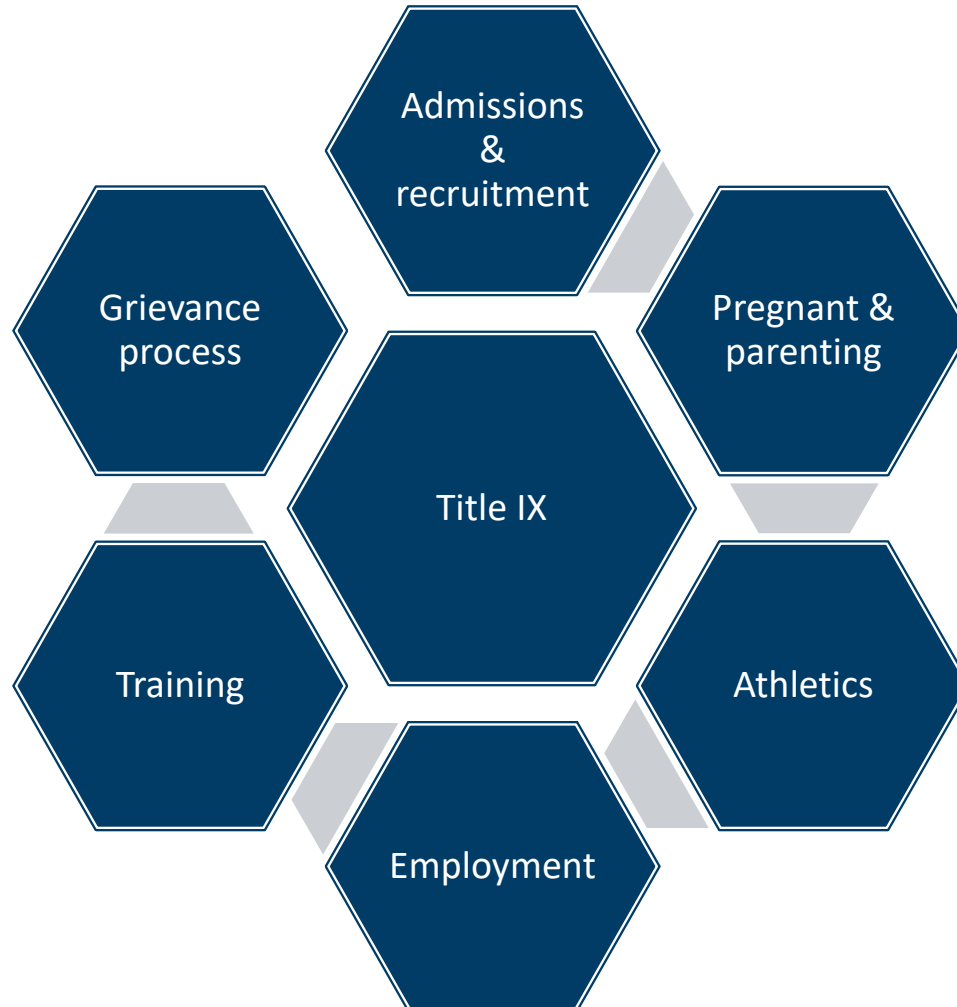 Admissions
&
recruitment
Grievance
process
Pregnant &
parenting
Title IX
Training
Athletics
Employment